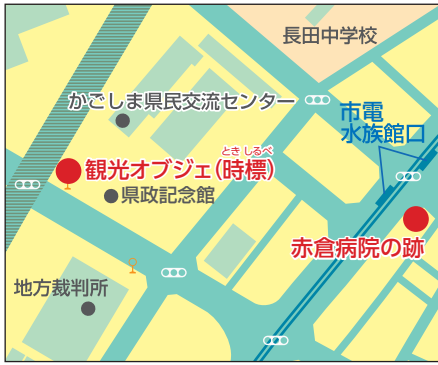 長田中学校
かごしま県民交流センター
市電
水族館口
とき しるべ
観光オブジェ(時標)
県政記念館
赤倉病院の跡
地方裁判所